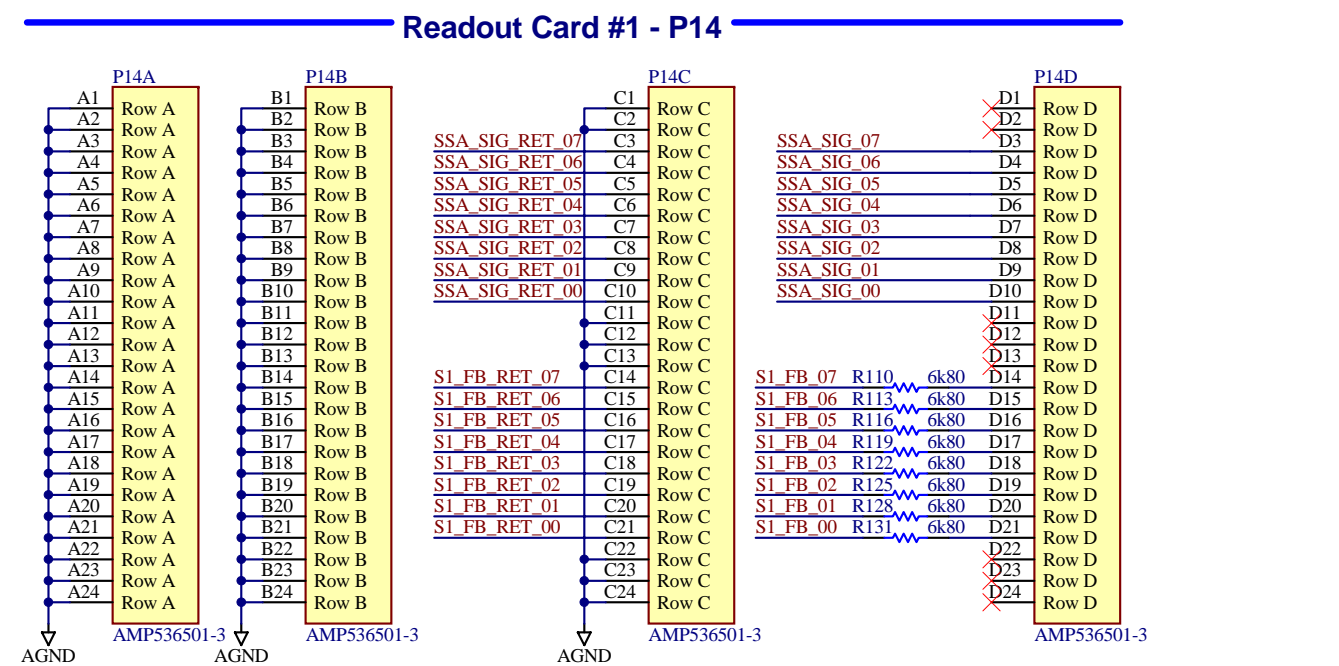 Readout Card #1 - P14
P14A P14B P14C P14D
A1 Row A B1 Row B C1 Row C D1 Row D
A2 Row A B2 Row B C2 Row C D2 Row D
A3 Row A B3 Row B SSA_SIG_RET_07 C3 Row C SSA_SIG_07 D3 Row D
A4 Row A B4 Row B SSA_SIG_RET_06 C4 Row C SSA_SIG_06 D4 Row D
A5 Row A B5 Row B SSA_SIG_RET_05 C5 Row C SSA_SIG_05 D5 Row D
A6 Row A B6 Row B SSA_SIG_RET_04 C6 Row C SSA_SIG_04 D6 Row D
A7 Row A B7 Row B SSA_SIG_RET_03 C7 Row C SSA_SIG_03 D7 Row D
A8 Row A B8 Row B SSA_SIG_RET_02 C8 Row C SSA_SIG_02 D8 Row D
A9 Row A B9 Row B SSA_SIG_RET_01 C9 Row C SSA_SIG_01 D9 Row D
A10 Row A B10 Row B SSA_SIG_RET_00 C10 Row C SSA_SIG_00 D10 Row D
A11 Row A B11 Row B C11 Row C D11 Row D
A12 Row A B12 Row B C12 Row C D12 Row D
A13 Row A B13 Row B C13 Row C D13 Row D
A14 Row A B14 Row B S1_FB_RET_07 C14 Row C S1_FB_07 R110 6k80 D14 Row D
A15 Row A B15 Row B S1_FB_RET_06 C15 Row C S1_FB_06 R113 6k80 D15 Row D
A16 Row A B16 Row B S1_FB_RET_05 C16 Row C S1_FB_05 R116 6k80 D16 Row D
A17 Row A B17 Row B S1_FB_RET_04 C17 Row C S1_FB_04 R119 6k80 D17 Row D
A18 Row A B18 Row B S1_FB_RET_03 C18 Row C S1_FB_03 R122 6k80 D18 Row D
A19 Row A B19 Row B S1_FB_RET_02 C19 Row C S1_FB_02 R125 6k80 D19 Row D
A20 Row A B20 Row B S1_FB_RET_01 C20 Row C S1_FB_01 R128 6k80 D20 Row D
A21 Row A B21 Row B S1_FB_RET_00 C21 Row C S1_FB_00 R131 6k80 D21 Row D
A22 Row A B22 Row B C22 Row C D22 Row D
A23 Row A B23 Row B C23 Row C D23 Row D
A24 Row A B24 Row B C24 Row C D24 Row D
AMP536501-3 AMP536501-3 AMP536501-3 AMP536501-3
AGND AGND AGND